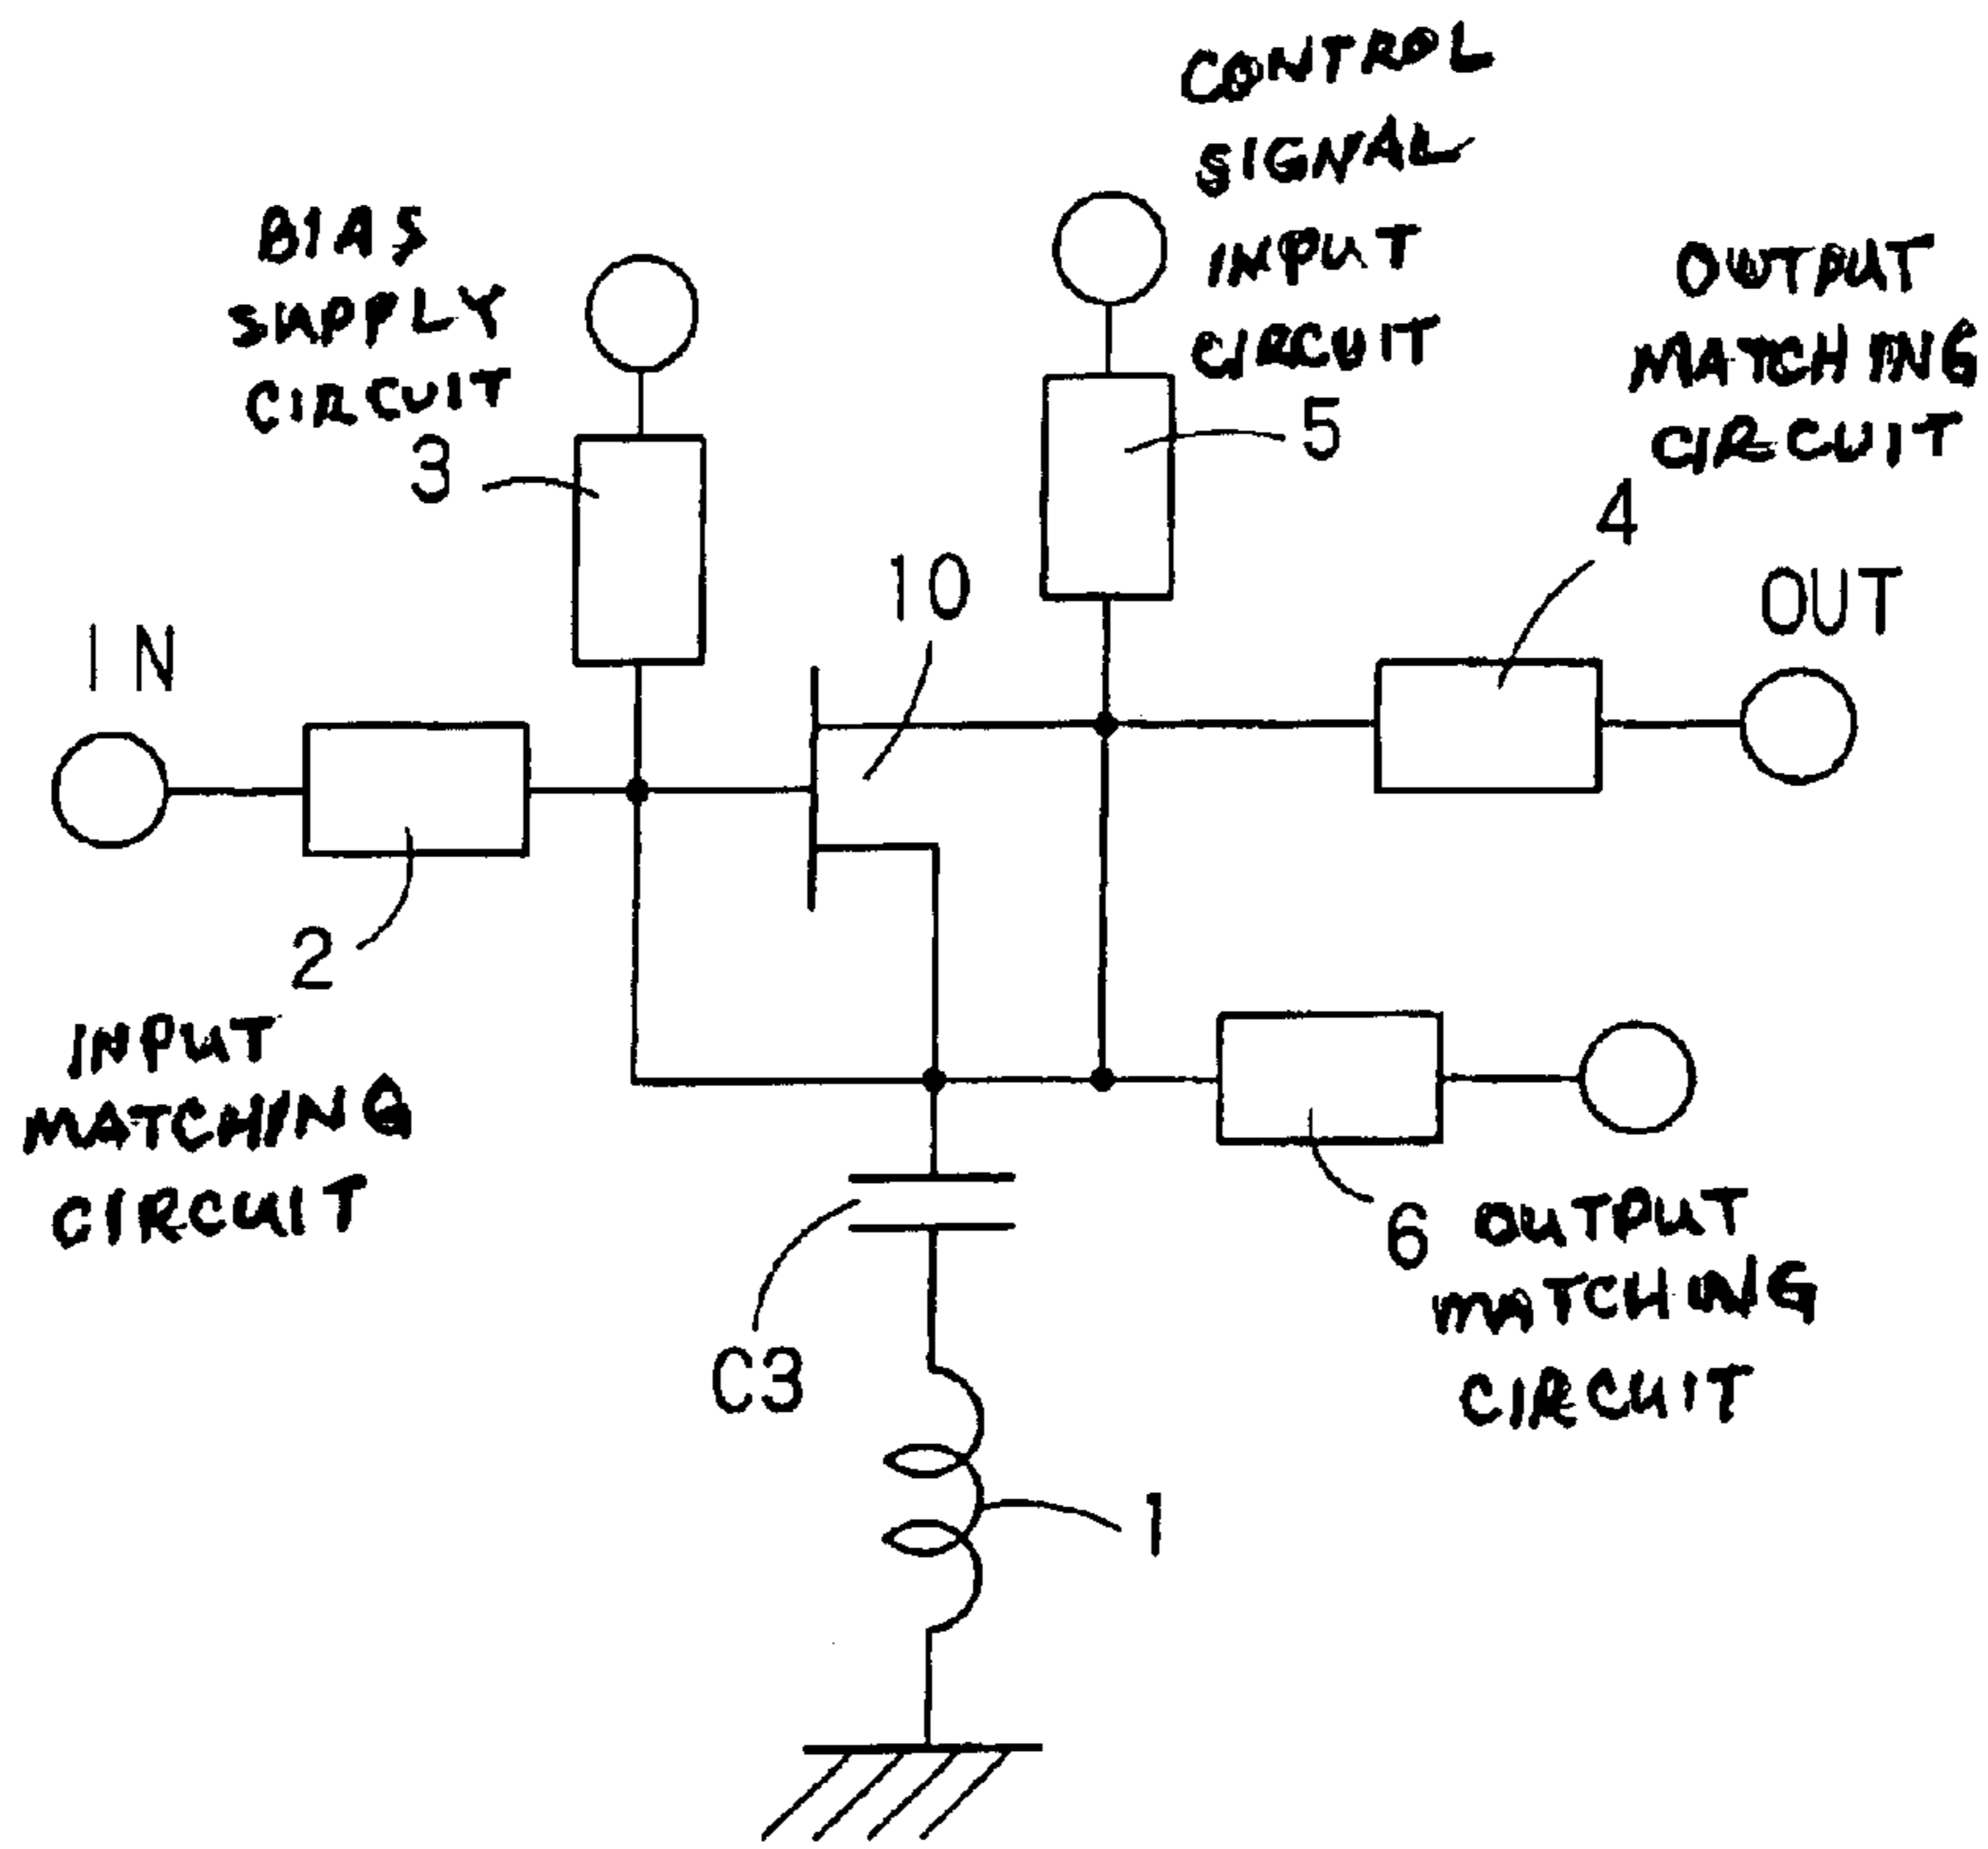 CONTROL
SIGNAL
INPUT
CIRCUIT
5
BIAS
SUPPLY
CIRCUIT
3
OUTPUT
MATCHING
CIRCUIT
4
10
OUT
IN
2
INPUT
MATCHING
CIRCUIT
6 OUTPUT
MATCHING
CIRCUIT
C3
1